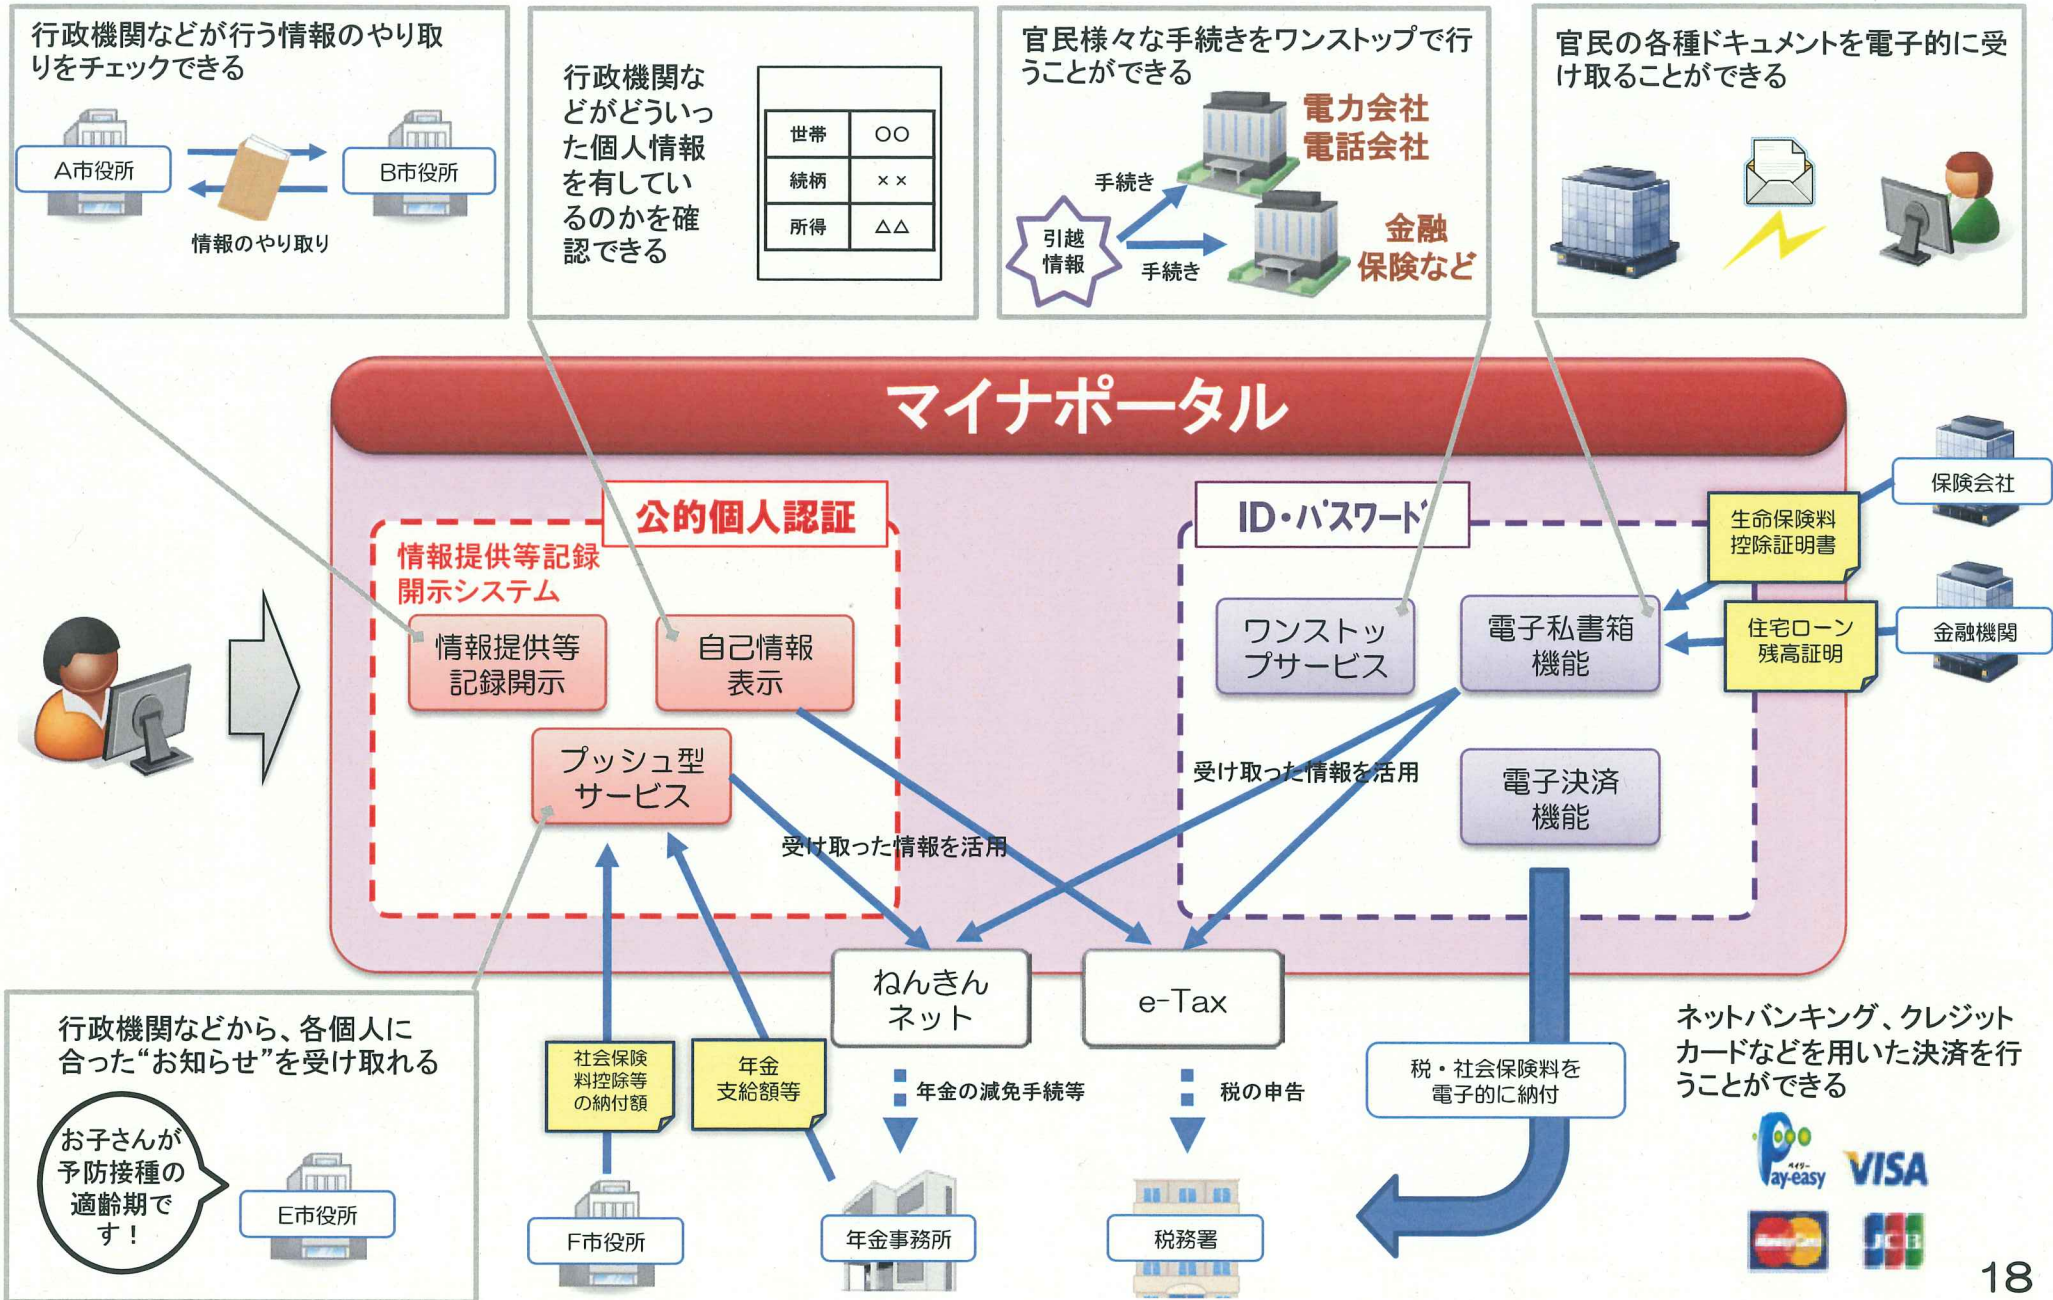 行政機関などが行う情報のやり取
りをチェックできる
A市役所
B市役所
情報のやり取り
行政機関な
どがどういっ
た個人情報
を有してい
るのかを確
認できる
世帯 〇〇
続柄 ××
所得 △△
官民様々な手続きをワンストップで行
うことができる
電力会社
電話会社
手続き
引越
情報
手続き
金融
保険など
官民の各種ドキュメントを電子的に受
け取ることができる
マイナポータル
公的個人認証
情報提供等記録
開示システム
情報提供等
記録開示
自己情報
表示
プッシュ型
サービス
ID・パスワード
ワンストッ
プサービス
電子私書箱
機能
電子決済
機能
生命保険料
控除証明書
住宅ローン
残高証明
保険会社
金融機関
受け取った情報を活用
受け取った情報を活用
ねんきん
ネット
e-Tax
行政機関などから、各個人に
合った“お知らせ”を受け取れる
お子さんが
予防接種の
適齢期で
す！
E市役所
社会保険
料控除等
の納付額
年金
支給額等
年金の減免手続等
税の申告
税・社会保険料を
電子的に納付
F市役所
年金事務所
税務署
ネットバンキング、クレジット
カードなどを用いた決済を行
うことができる
ペイジー
Pay-easy
VISA
MasterCard
JCB
18